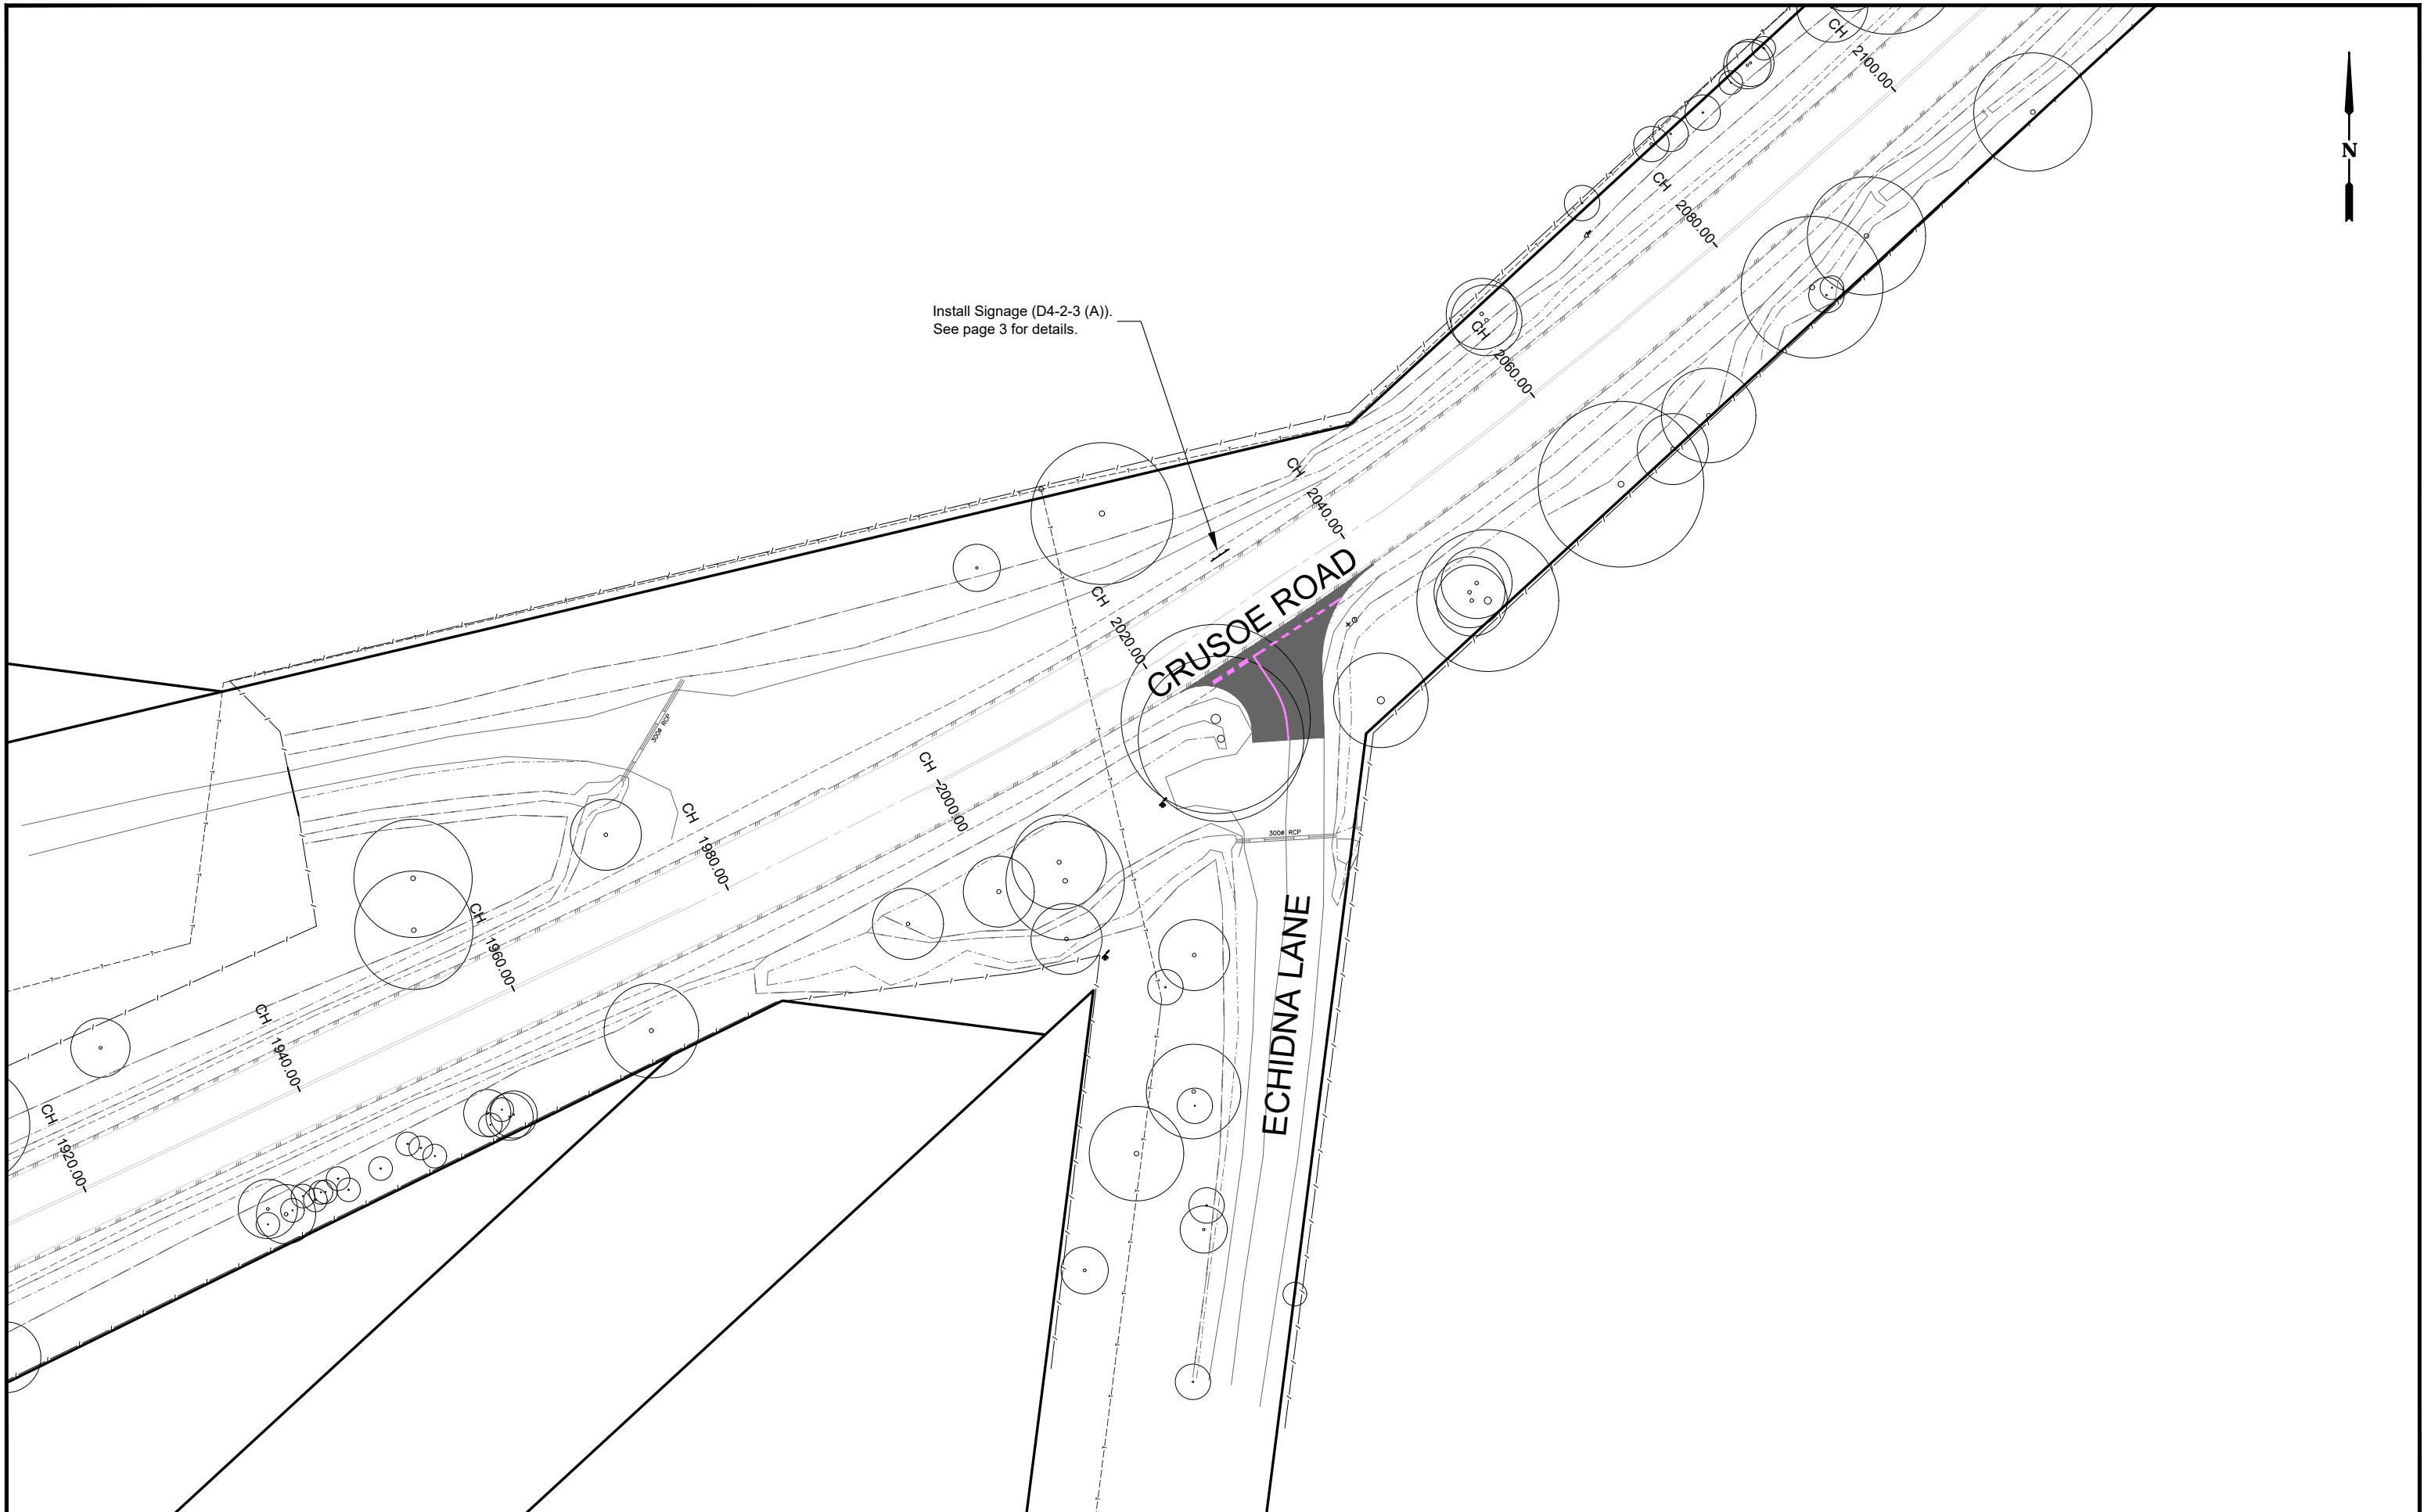 CH 2100.00
N
CH 2080.00
Install Signage (D4-2-3 (A)).
See page 3 for details.
CH 2060.00
CH 2040.00
CRUSOE ROAD
CH 2020.00
300ø RCP
CH 2000.00
CH 1980.00
300ø RCP
ECHIDNA LANE
CH 1960.00
CH 1940.00
CH 1920.00